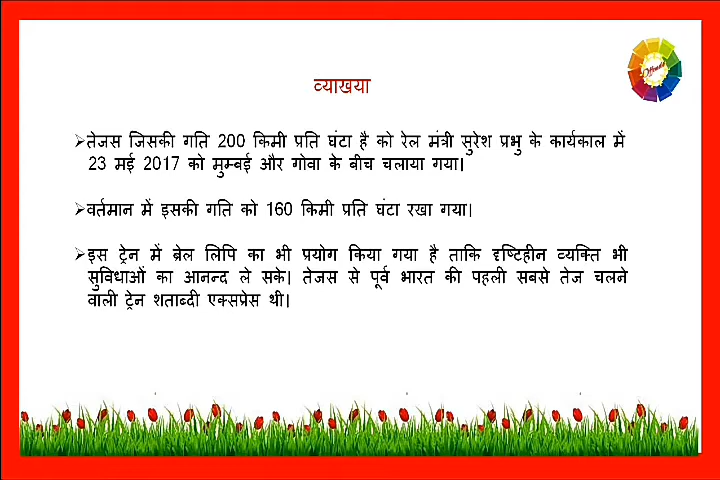 व्याखया
➢तेजस जिसकी गति 200 किमी प्रति घंटा है को रेल मंत्री सुरेश प्रभु के कार्यकाल में
23 मई 2017 को मुम्बई और गोवा के बीच चलाया गया।
➢वर्तमान में इसकी गति को 160 किमी प्रति घंटा रखा गया।
➢इस ट्रेन में ब्रेल लिपि का भी प्रयोग किया गया है ताकि दृष्टिहीन व्यक्ति भी
सुविधाओं का आनन्द ले सके। तेजस से पूर्व भारत की पहली सबसे तेज चलने
वाली ट्रेन शताब्दी एक्सप्रेस थी।